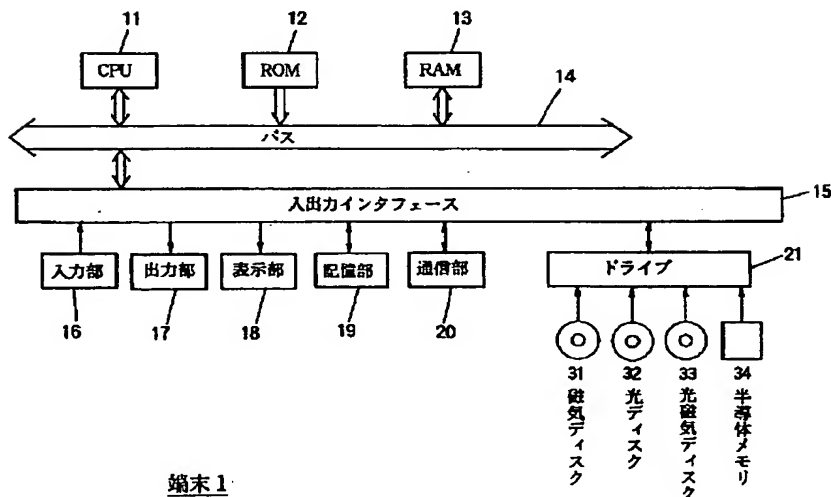 11
12
13
CPU
ROM
RAM
14
バス
入出力インタフェース
15
入力部
出力部
表示部
記憶部
通信部
ドライブ
21
16
17
18
19
20
31
32
33
34
磁気ディスク
光ディスク
光磁気ディスク
半導体メモリ
端末1